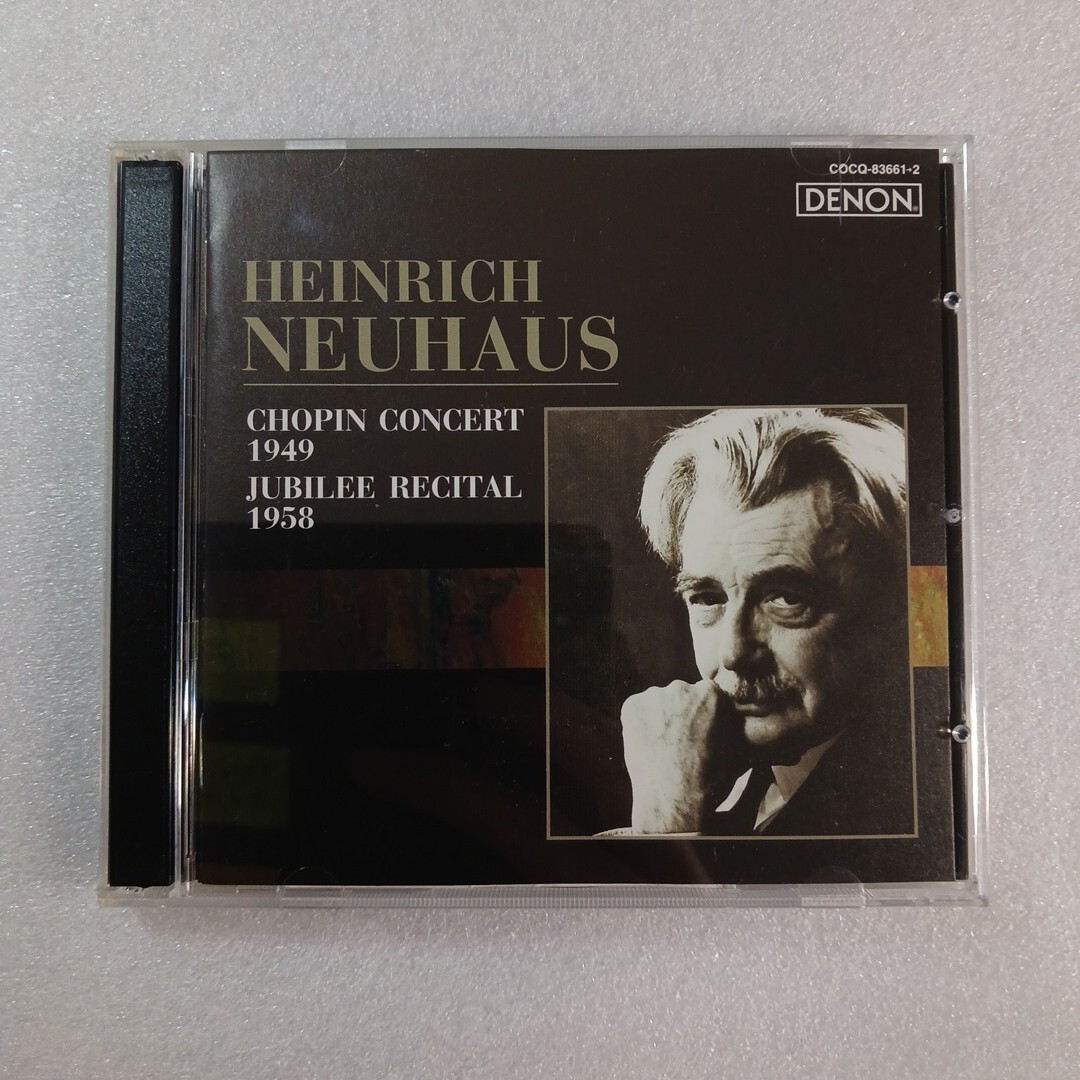 COCQ-83661→2
DENON®
HEINRICH
NEUHAUS
CHOPIN CONCERT
1949
JUBILEE RECITAL
1958